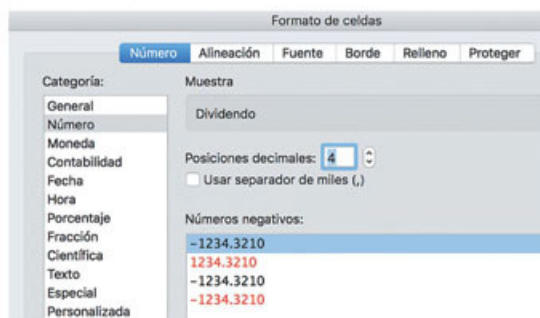 Formato de celdas
Número Alineación Fuente Borde Relleno Proteger
Categoría:
General
Número
Moneda
Contabilidad
Fecha
Hora
Porcentaje
Fracción
Científica
Texto
Especial
Personalizada
Muestra
Dividendo
Posiciones decimales: 4
Usar separador de miles (,)
Números negativos:
-1234.3210
1234.3210
-1234.3210
-1234.3210